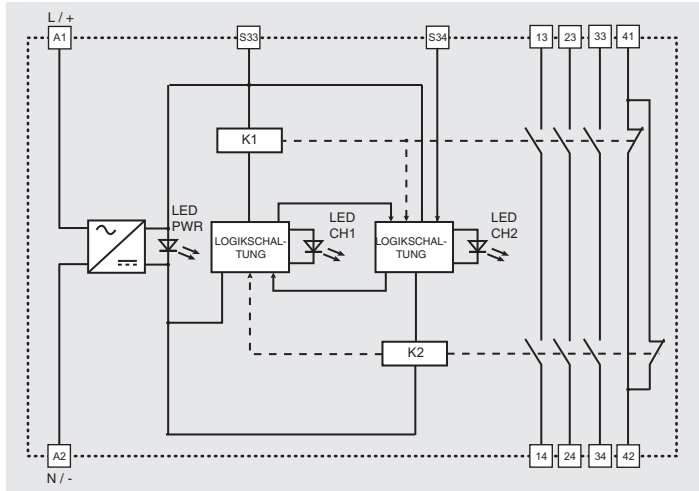 L / +
A1
S33
S34
13
23
33
41
K1
LED
PWR
LOGIKSCHAL-
TUNG
LED
CH1
LOGIKSCHAL-
TUNG
LED
CH2
K2
A2
14
24
34
42
N / -